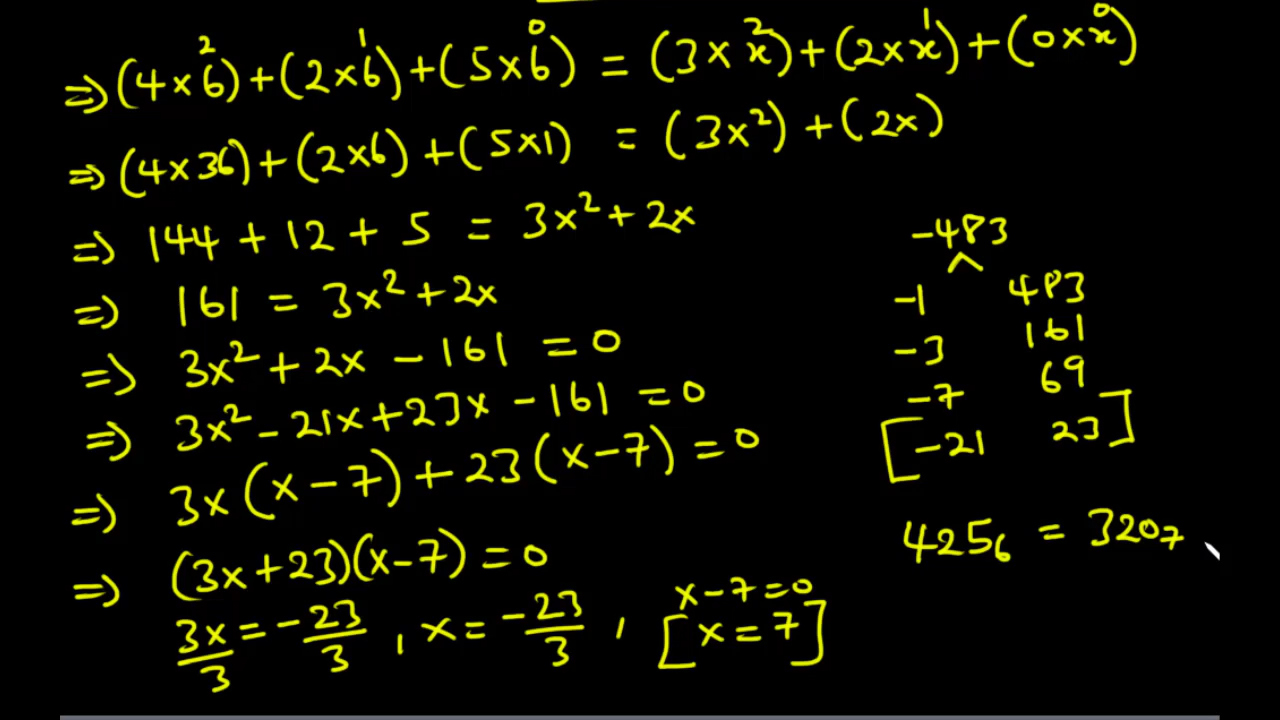 ⇒ (4×6²)+(2×6¹)+(5×6⁰) = (3×x²)+(2×x¹)+(0×x⁰)
⇒ (4×36)+(2×6)+(5×1) = (3x²)+(2x)
⇒ 144 + 12 + 5 = 3x²+2x
⇒ 161 = 3x²+2x
⇒ 3x²+2x -161 = 0
⇒ 3x²-21x+23x-161 = 0
⇒ 3x(x-7)+23(x-7) = 0
⇒ (3x+23)(x-7) = 0
3x/3 = -23/3 , x = -23/3 , x-7=0
[x = 7]
-483
^
-1 483
-3 161
-7 69
[-21 23]
425₆ = 320₇